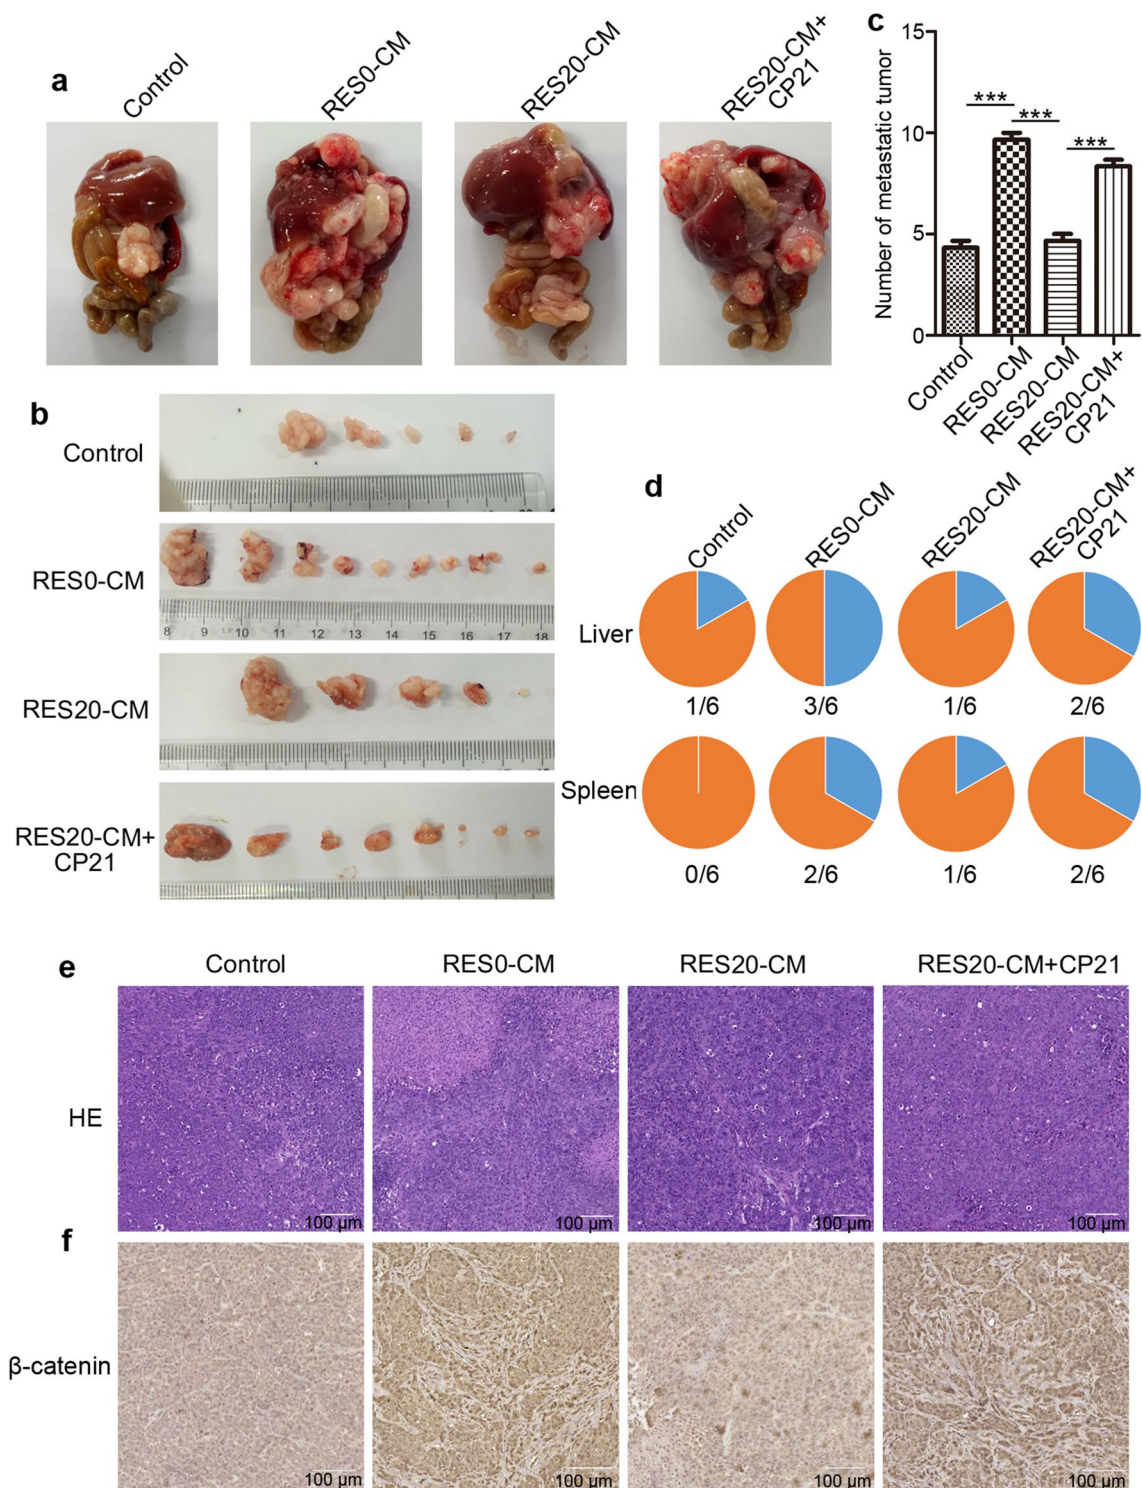 a
Control
RES0-CM
RES20-CM
RES20-CM+
CP21
c
Number of metastatic tumor
15
10
5
0
***
***
***
Control
RES0-CM
RES20-CM
RES20-CM+
CP21
b
Control
RES0-CM
8 9 10 11 12 13 14 15 16 17 18
RES20-CM
RES20-CM+
CP21
d
Control
RES0-CM
RES20-CM
RES20-CM+
CP21
Liver
1/6
3/6
1/6
2/6
Spleen
0/6
2/6
1/6
2/6
e
Control
RES0-CM
RES20-CM
RES20-CM+CP21
HE
100 µm
100 µm
100 µm
100 µm
f
β-catenin
100 µm
100 µm
100 µm
100 µm